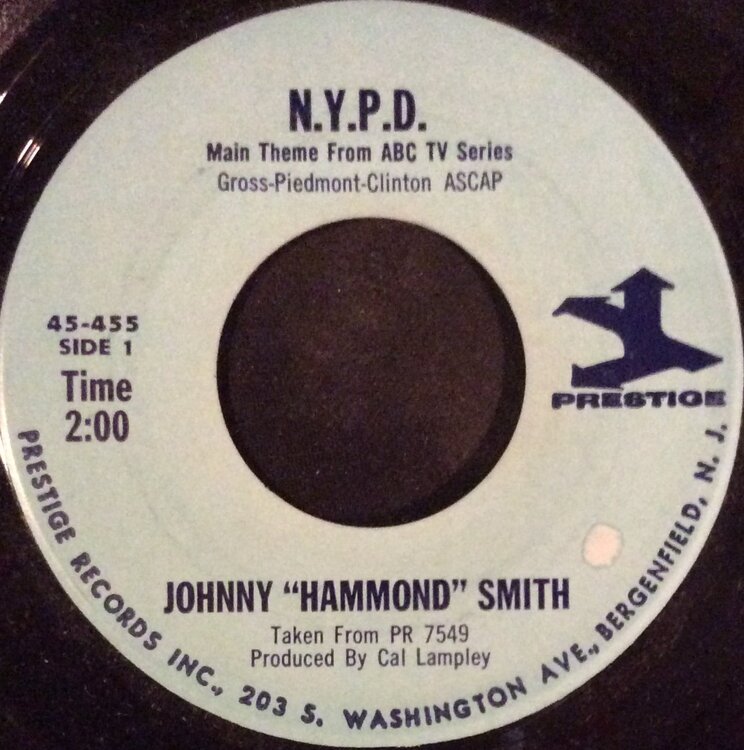 N.Y.P.D.
Main Theme From ABC TV Series
Gross-Piedmont-Clinton ASCAP
45-455
SIDE 1
Time
2:00
PRESTIGE
JOHNNY “HAMMOND” SMITH
Taken From PR 7549
Produced By Cal Lampley
PRESTIGE RECORDS INC., 203 S. WASHINGTON AVE., BERGENFIELD, N. J.